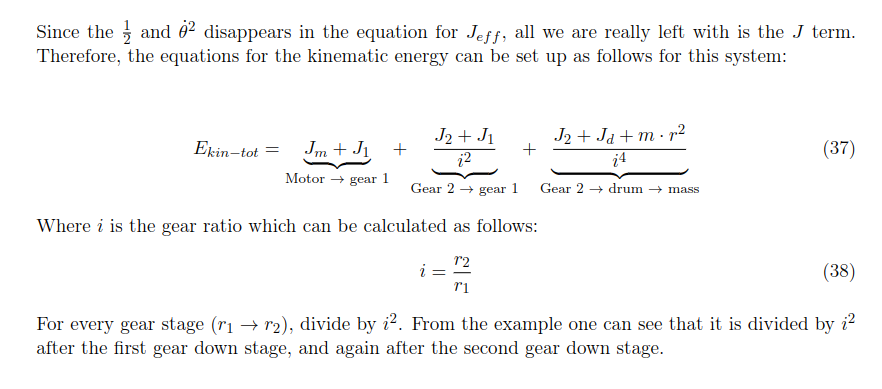 Since the $\frac{1}{2}$ and $\dot{\theta}^2$ disappears in the equation for $J_{eff}$, all we are really left with is the $J$ term.
Therefore, the equations for the kinematic energy can be set up as follows for this system:
$E_{kin-tot} = \underbrace{J_m + J_1}_{\text{Motor} \rightarrow \text{gear 1}} + \underbrace{\frac{J_2 + J_1}{i^2}}_{\text{Gear 2} \rightarrow \text{gear 1}} + \underbrace{\frac{J_2 + J_d + m \cdot r^2}{i^4}}_{\text{Gear 2} \rightarrow \text{drum} \rightarrow \text{mass}}$ (37)
Where $i$ is the gear ratio which can be calculated as follows:
$i = \frac{r_2}{r_1}$ (38)
For every gear stage ($r_1 \rightarrow r_2$), divide by $i^2$. From the example one can see that it is divided by $i^2$
after the first gear down stage, and again after the second gear down stage.